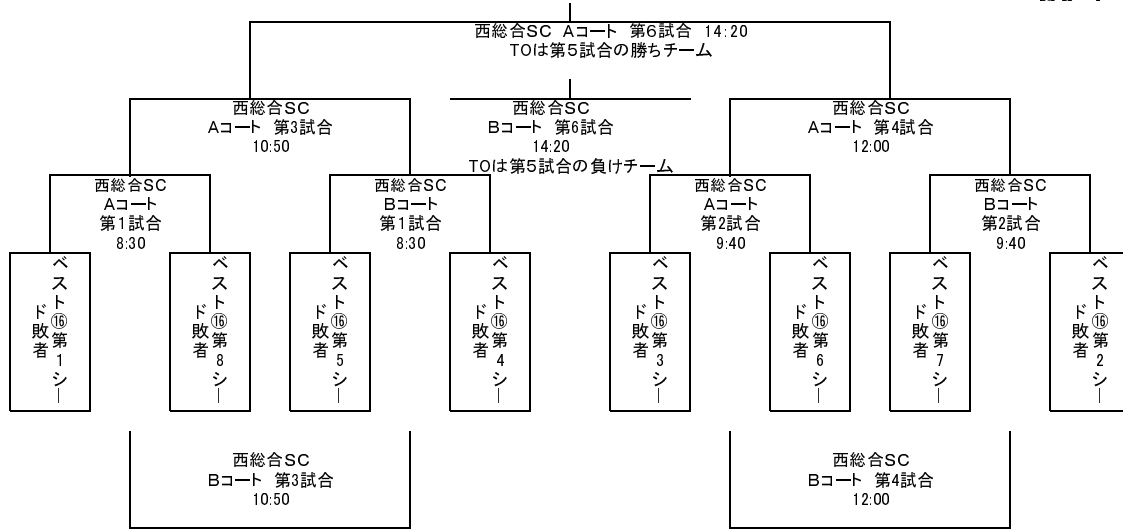 西総合SC Aコート 第6試合 14:20
TOは第5試合の勝ちチーム
西総合SC
Aコート 第3試合
10:50
西総合SC
Bコート 第6試合
14:20
TOは第5試合の負けチーム
西総合SC
Aコート 第4試合
12:00
西総合SC
Aコート
第1試合
8:30
西総合SC
Bコート
第1試合
8:30
西総合SC
Aコート
第2試合
9:40
西総合SC
Bコート
第2試合
9:40
ベスト⑯第1シー
ド敗者
ベスト⑯第8シー
ド敗者
ベスト⑯第5シー
ド敗者
ベスト⑯第4シー
ド敗者
ベスト⑯第3シー
ド敗者
ベスト⑯第6シー
ド敗者
ベスト⑯第7シー
ド敗者
ベスト⑯第2シー
ド敗者
西総合SC
Bコート 第3試合
10:50
西総合SC
Bコート 第4試合
12:00